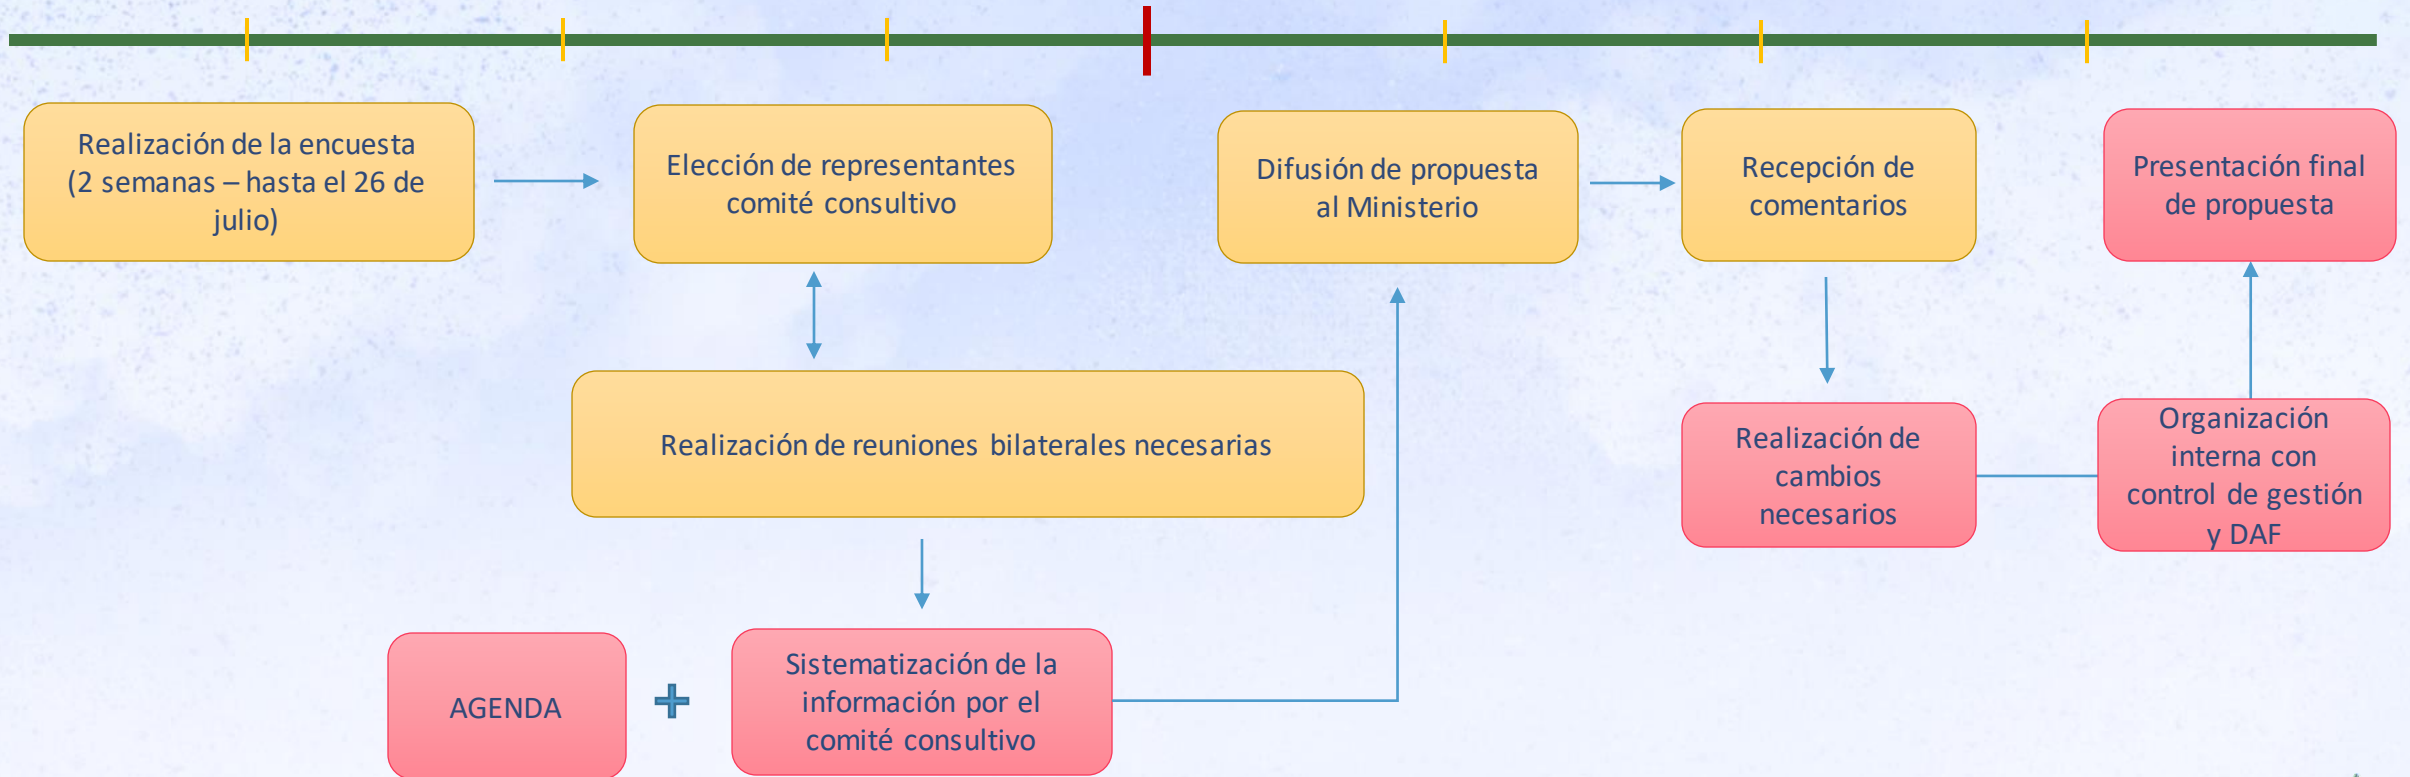 Realización de la encuesta
(2 semanas – hasta el 26 de
julio)
Elección de representantes
comité consultivo
Difusión de propuesta
al Ministerio
Recepción de
comentarios
Presentación final
de propuesta
Realización de reuniones bilaterales necesarias
Realización de
cambios
necesarios
Organización
interna con
control de gestión
y DAF
AGENDA
+
Sistematización de la
información por el
comité consultivo